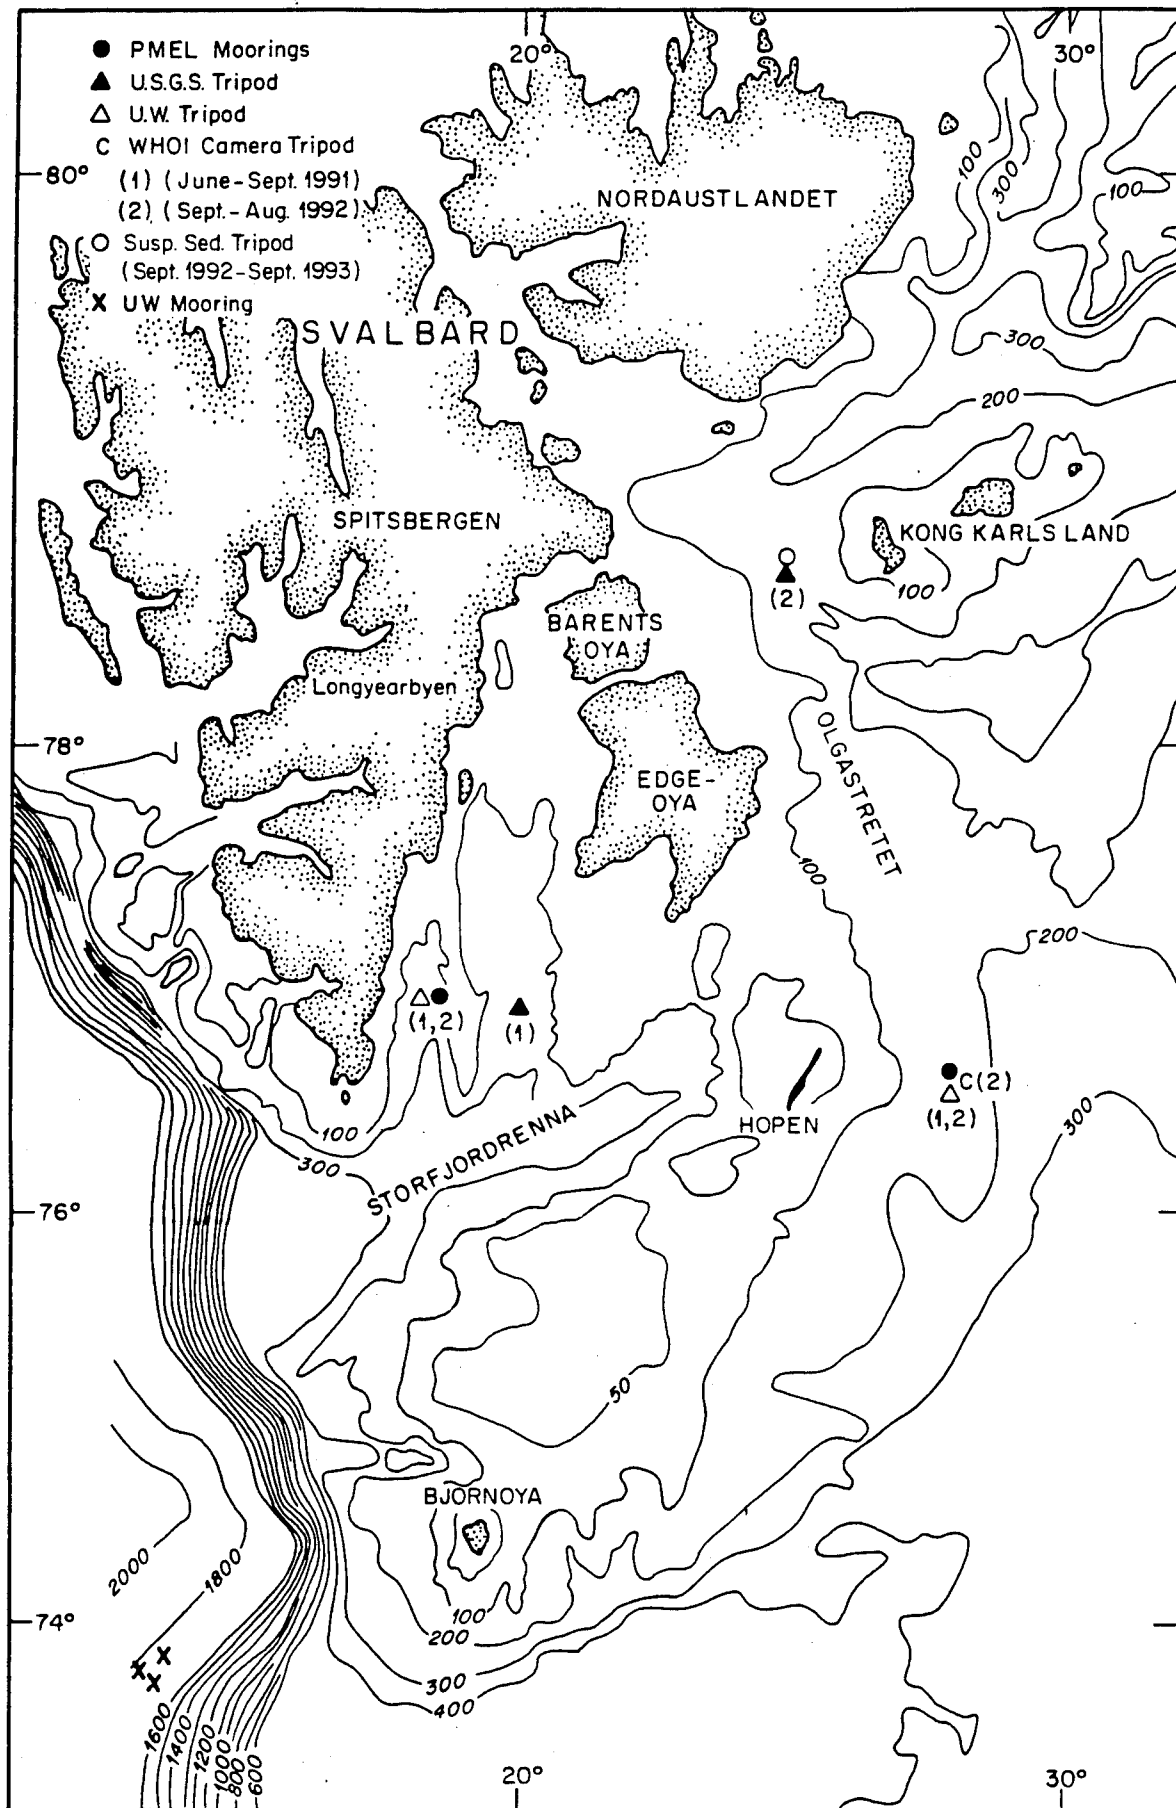 ● PMEL Moorings
▲ U.S.G.S. Tripod
△ U.W. Tripod
C WHOI Camera Tripod
(1) (June-Sept. 1991)
(2) (Sept.-Aug. 1992)
○ Susp. Sed. Tripod
(Sept. 1992-Sept. 1993)
X UW Mooring
20°
30°
80°
100
300
100
NORDAUSTLANDET
SVALBARD
300
200
SPITSBERGEN
KONG KARLS LAND
(2)
100
BARENTS
OYA
Longyearbyen
78°
OLGASTRETET
EDGE-
OYA
100
200
(1,2)
(1)
C(2)
(1,2)
HOPEN
100
300
300
STORFJORDRENNA
76°
50
BJORNOYA
2000
1800
100
200
74°
300
400
1600
1400
1200
1000
800
600
20°
30°